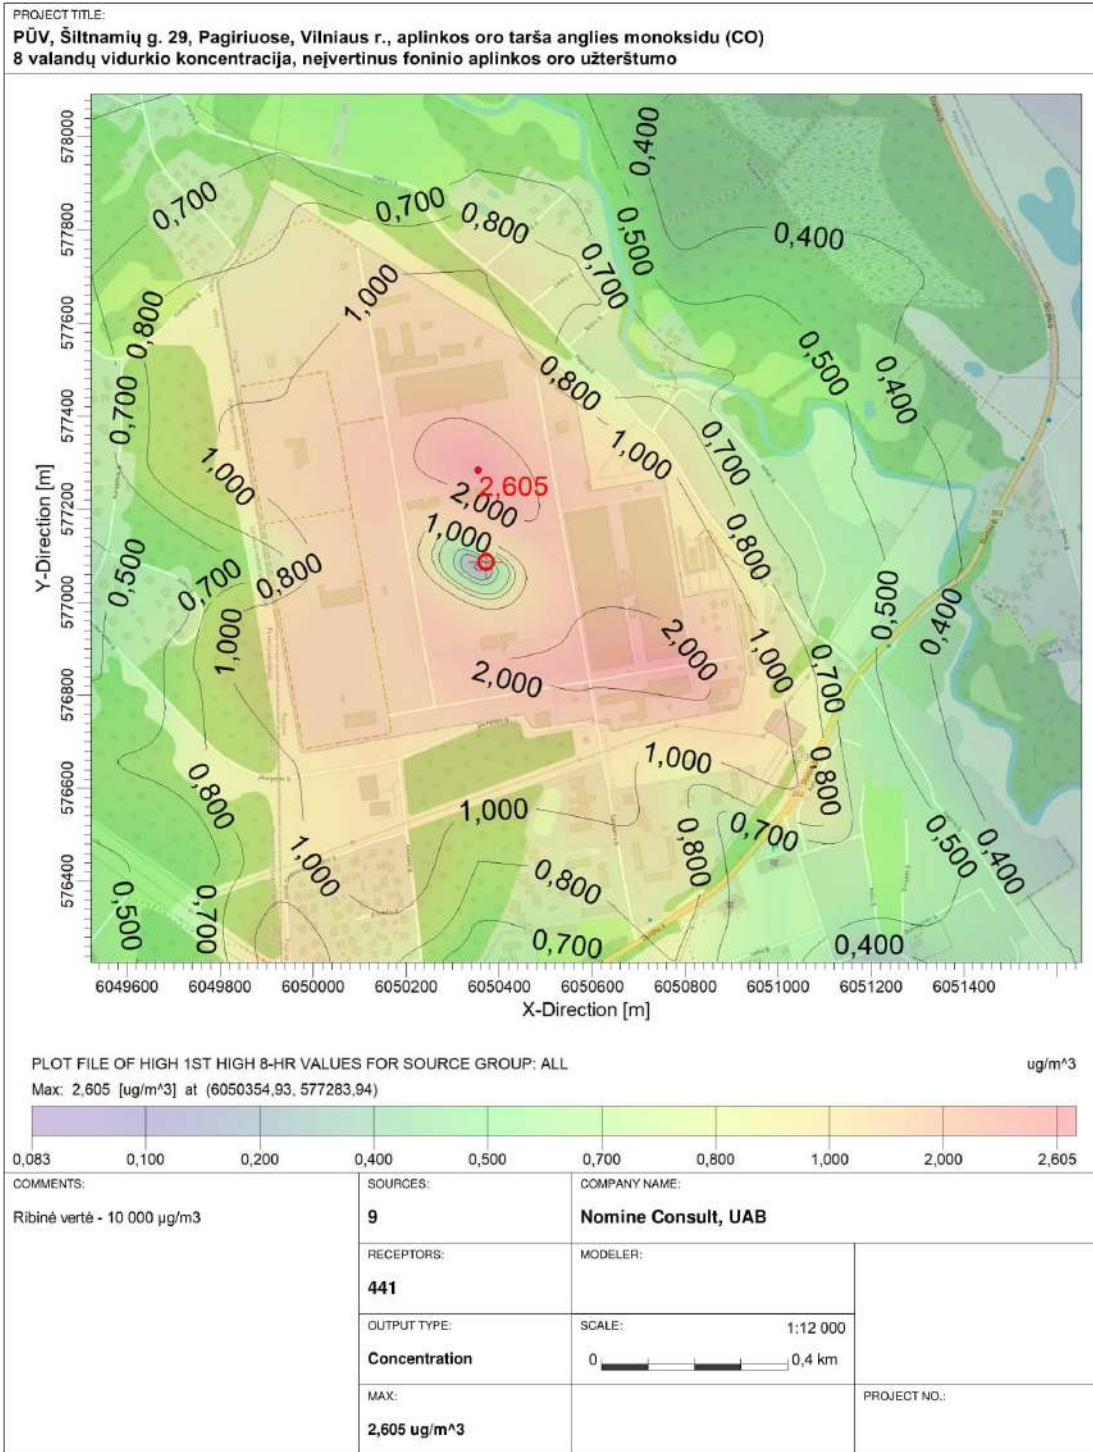 PROJECT TITLE:
PŪV, Šiltnamių g. 29, Pagiriuose, Vilniaus r., aplinkos oro tarša anglies monoksidu (CO)
8 valandų vidurkio koncentracija, neįvertinus foninio aplinkos oro užterštumo
Y-Direction [m]
578000
577800
577600
577400
577200
577000
576800
576600
576400
0,400
0,700
0,700
0,800
0,500
0,400
1,000
0,700
0,800
0,500
0,400
0,700
0,800
1,000
0,700
1,000
2,605
2,000
1,000
0,800
0,500
0,700
0,800
0,500
0,400
1,000
2,000
1,000
0,700
2,000
1,000
0,800
0,800
1,000
0,700
1,000
0,800
0,500
0,400
0,800
0,500
0,700
0,700
0,400
6049600 6049800 6050000 6050200 6050400 6050600 6050800 6051000 6051200 6051400
X-Direction [m]
PLOT FILE OF HIGH 1ST HIGH 8-HR VALUES FOR SOURCE GROUP: ALL ug/m^3
Max: 2,605 [ug/m^3] at (6050354,93, 577283,94)
0,083 0,100 0,200 0,400 0,500 0,700 0,800 1,000 2,000 2,605
COMMENTS:
Ribinė vertė - 10 000 µg/m3
SOURCES:
9
COMPANY NAME:
Nomine Consult, UAB
RECEPTORS:
441
MODELER:
OUTPUT TYPE:
Concentration
SCALE: 1:12 000
0 0,4 km
MAX:
2,605 ug/m^3
PROJECT NO.: